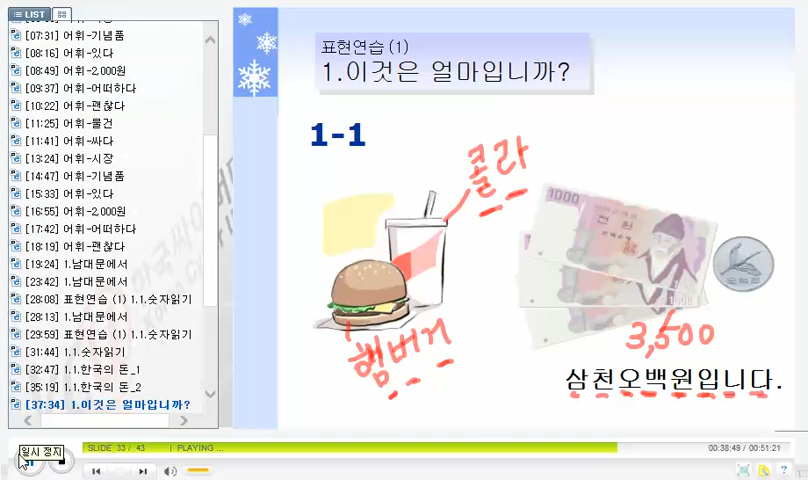 LIST
[07:31] 어휘-기념품
[08:16] 어휘-있다
[08:49] 어휘-2,000원
[09:37] 어휘-어떠하다
[10:22] 어휘-괜찮다
[11:25] 어휘-물건
[11:41] 어휘-싸다
[13:24] 어휘-시장
[14:47] 어휘-기념품
[15:33] 어휘-있다
[16:55] 어휘-2,000원
[17:42] 어휘-어떠하다
[18:19] 어휘-괜찮다
[19:24] 1.남대문에서
[23:42] 1.남대문에서
[28:08] 표현연습 (1) 1.1.숫자읽기
[28:13] 1.남대문에서
[29:59] 표현연습 (1) 1.1.숫자읽기
[31:44] 1.1.숫자읽기
[32:47] 1.1.한국의 돈_1
[35:19] 1.1.한국의 돈_2
[37:34] 1.이것은 얼마입니까?
표현연습 (1)
1.이것은 얼마입니까?
1-1
콜라
햄버거
1000
천원
1000
1000
3,500
삼천오백원입니다.
일시 정지
SLIDE 33 / 43 | PLAYING ...
00:38:49 / 00:51:21